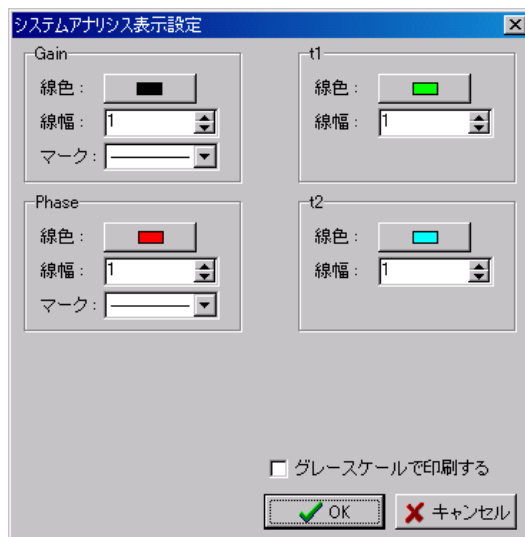 システムアナリシス表示設定
Gain
線色：
線幅：1
マーク：
t1
線色：
線幅：1
Phase
線色：
線幅：1
マーク：
t2
線色：
線幅：1
グレースケールで印刷する
OK
キャンセル